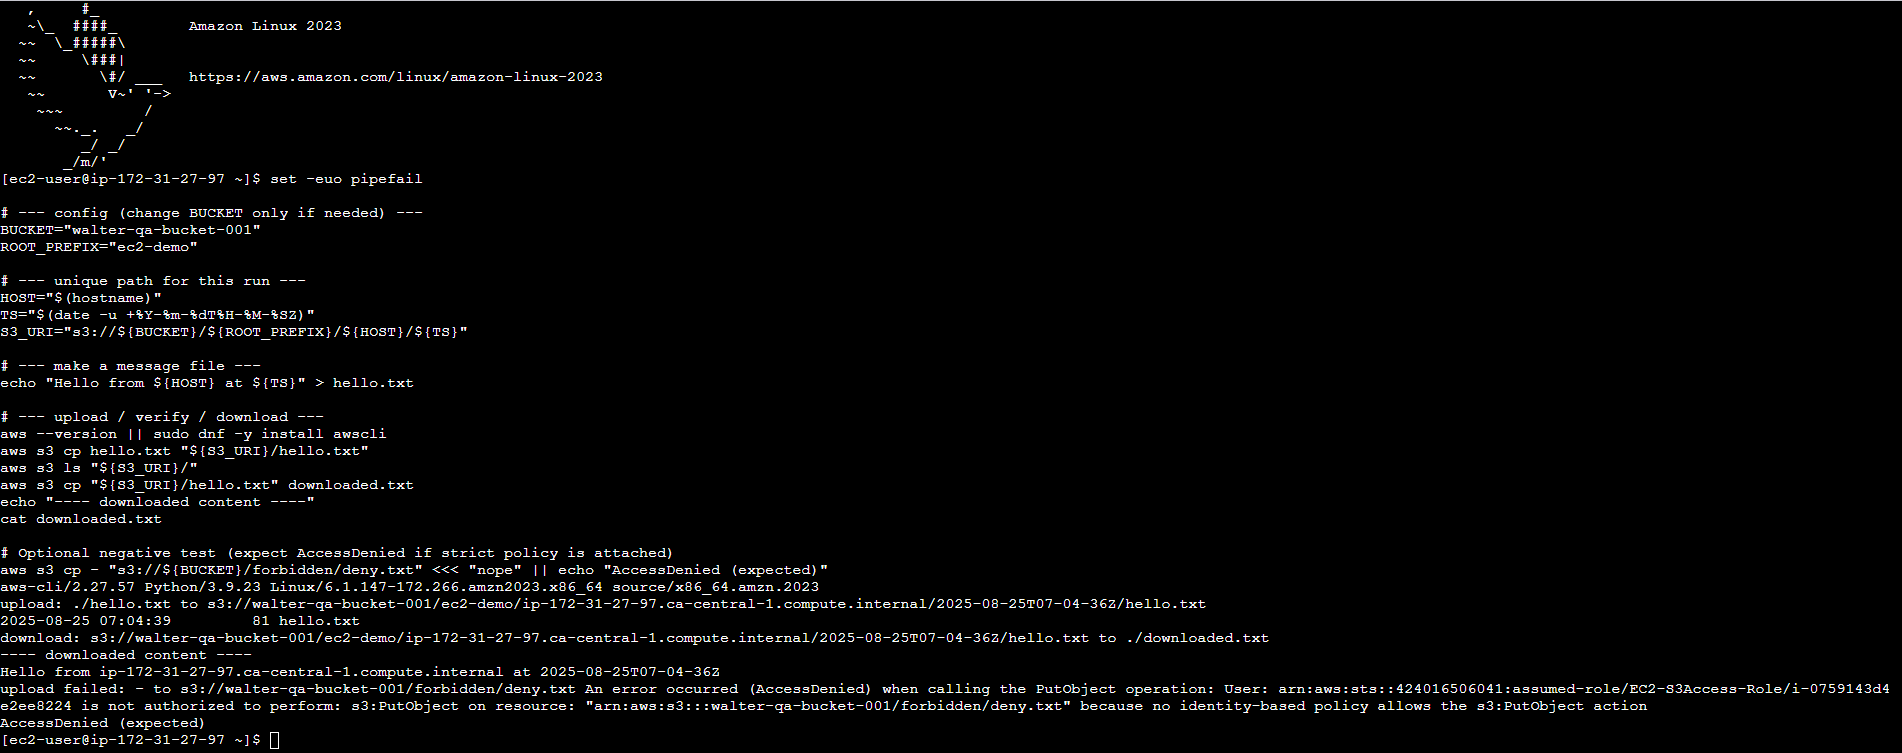 ,     #_
   ~\_  ####_        Amazon Linux 2023
  ~~  \_#####\
  ~~     \###|
  ~~       \#/ ___   https://aws.amazon.com/linux/amazon-linux-2023
   ~~       V~' '->
    ~~~         /
      ~~._.   _/
         _/ _/
       _/m/'
[ec2-user@ip-172-31-27-97 ~]$ set -euo pipefail

# --- config (change BUCKET only if needed) ---
BUCKET="walter-qa-bucket-001"
ROOT_PREFIX="ec2-demo"

# --- unique path for this run ---
HOST="$(hostname)"
TS="$(date -u +%Y-%m-%dT%H-%M-%SZ)"
S3_URI="s3://${BUCKET}/${ROOT_PREFIX}/${HOST}/${TS}"

# --- make a message file ---
echo "Hello from ${HOST} at ${TS}" > hello.txt

# --- upload / verify / download ---
aws --version || sudo dnf -y install awscli
aws s3 cp hello.txt "${S3_URI}/hello.txt"
aws s3 ls "${S3_URI}/"
aws s3 cp "${S3_URI}/hello.txt" downloaded.txt
echo "---- downloaded content ----"
cat downloaded.txt

# Optional negative test (expect AccessDenied if strict policy is attached)
aws s3 cp - "s3://${BUCKET}/forbidden/deny.txt" <<< "nope" || echo "AccessDenied (expected)"
aws-cli/2.27.57 Python/3.9.23 Linux/6.1.147-172.266.amzn2023.x86_64 source/x86_64.amzn.2023
upload: ./hello.txt to s3://walter-qa-bucket-001/ec2-demo/ip-172-31-27-97.ca-central-1.compute.internal/2025-08-25T07-04-36Z/hello.txt
2025-08-25 07:04:39         81 hello.txt
download: s3://walter-qa-bucket-001/ec2-demo/ip-172-31-27-97.ca-central-1.compute.internal/2025-08-25T07-04-36Z/hello.txt to ./downloaded.txt
---- downloaded content ----
Hello from ip-172-31-27-97.ca-central-1.compute.internal at 2025-08-25T07-04-36Z
upload failed: - to s3://walter-qa-bucket-001/forbidden/deny.txt An error occurred (AccessDenied) when calling the PutObject operation: User: arn:aws:sts::424016506041:assumed-role/EC2-S3Access-Role/i-0759143d4
e2ee8224 is not authorized to perform: s3:PutObject on resource: "arn:aws:s3:::walter-qa-bucket-001/forbidden/deny.txt" because no identity-based policy allows the s3:PutObject action
AccessDenied (expected)
[ec2-user@ip-172-31-27-97 ~]$